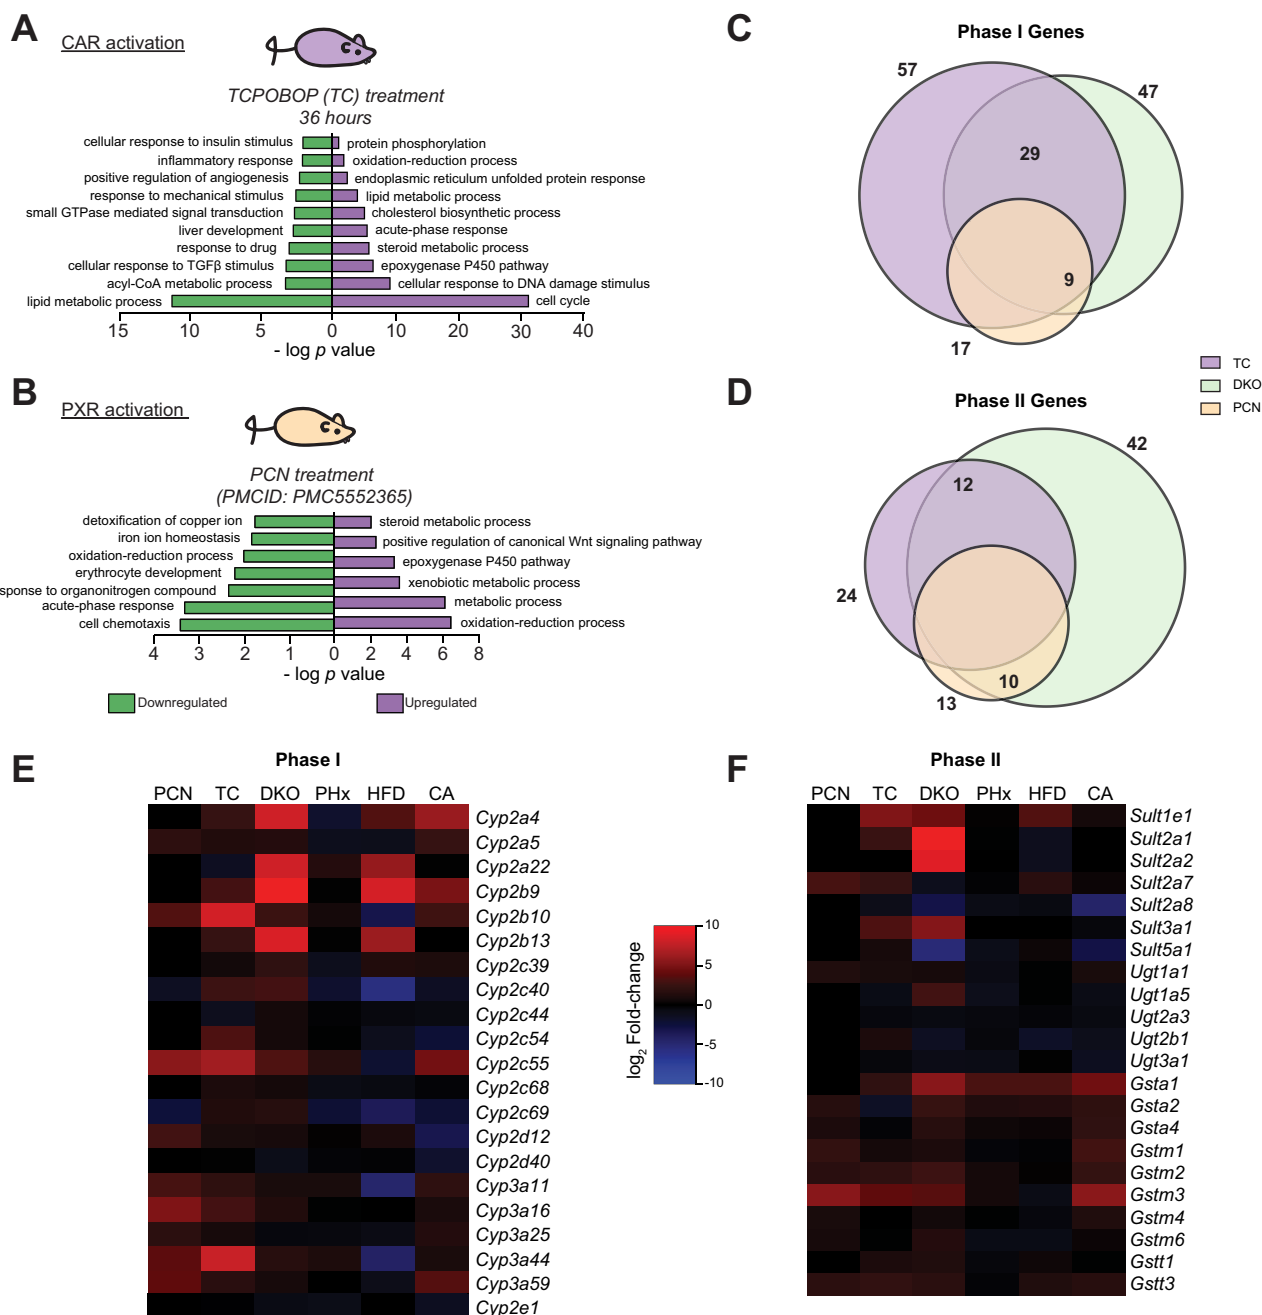 A
CAR activation
TCPOBOP (TC) treatment
36 hours
cellular response to insulin stimulus
protein phosphorylation
inflammatory response
oxidation-reduction process
positive regulation of angiogenesis
endoplasmic reticulum unfolded protein response
response to mechanical stimulus
lipid metabolic process
small GTPase mediated signal transduction
cholesterol biosynthetic process
liver development
acute-phase response
response to drug
steroid metabolic process
cellular response to TGFβ stimulus
epoxygenase P450 pathway
acyl-CoA metabolic process
cellular response to DNA damage stimulus
lipid metabolic process
cell cycle
15 10 5 0 10 20 30 40
- log p value
B
PXR activation
PCN treatment
(PMCID: PMC5552365)
detoxification of copper ion
steroid metabolic process
iron ion homeostasis
positive regulation of canonical Wnt signaling pathway
oxidation-reduction process
epoxygenase P450 pathway
erythrocyte development
xenobiotic metabolic process
sponse to organonitrogen compound
metabolic process
acute-phase response
cell chemotaxis
oxidation-reduction process
4 3 2 1 0 2 4 6 8
- log p value
Downregulated
Upregulated
C
Phase I Genes
57
47
29
9
17
TC
DKO
PCN
D
Phase II Genes
42
12
24
10
13
E
Phase I
PCN TC DKO PHx HFD CA
Cyp2a4
Cyp2a5
Cyp2a22
Cyp2b9
Cyp2b10
Cyp2b13
Cyp2c39
Cyp2c40
Cyp2c44
Cyp2c54
Cyp2c55
Cyp2c68
Cyp2c69
Cyp2d12
Cyp2d40
Cyp3a11
Cyp3a16
Cyp3a25
Cyp3a44
Cyp3a59
Cyp2e1
log2 Fold-change
10
5
0
-5
-10
F
Phase II
PCN TC DKO PHx HFD CA
Sult1e1
Sult2a1
Sult2a2
Sult2a7
Sult2a8
Sult3a1
Sult5a1
Ugt1a1
Ugt1a5
Ugt2a3
Ugt2b1
Ugt3a1
Gsta1
Gsta2
Gsta4
Gstm1
Gstm2
Gstm3
Gstm4
Gstm6
Gstt1
Gstt3